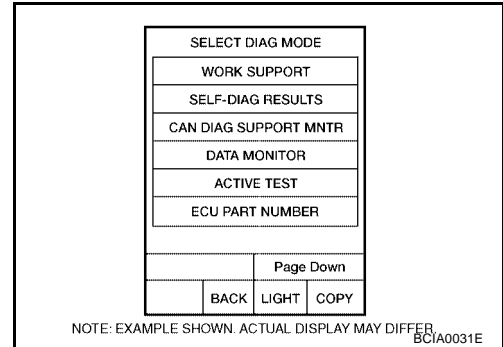 SELECT DIAG MODE
WORK SUPPORT
SELF-DIAG RESULTS
CAN DIAG SUPPORT MNTR
DATA MONITOR
ACTIVE TEST
ECU PART NUMBER
Page Down
BACK LIGHT COPY
NOTE: EXAMPLE SHOWN. ACTUAL DISPLAY MAY DIFFER.
BCIA0031E